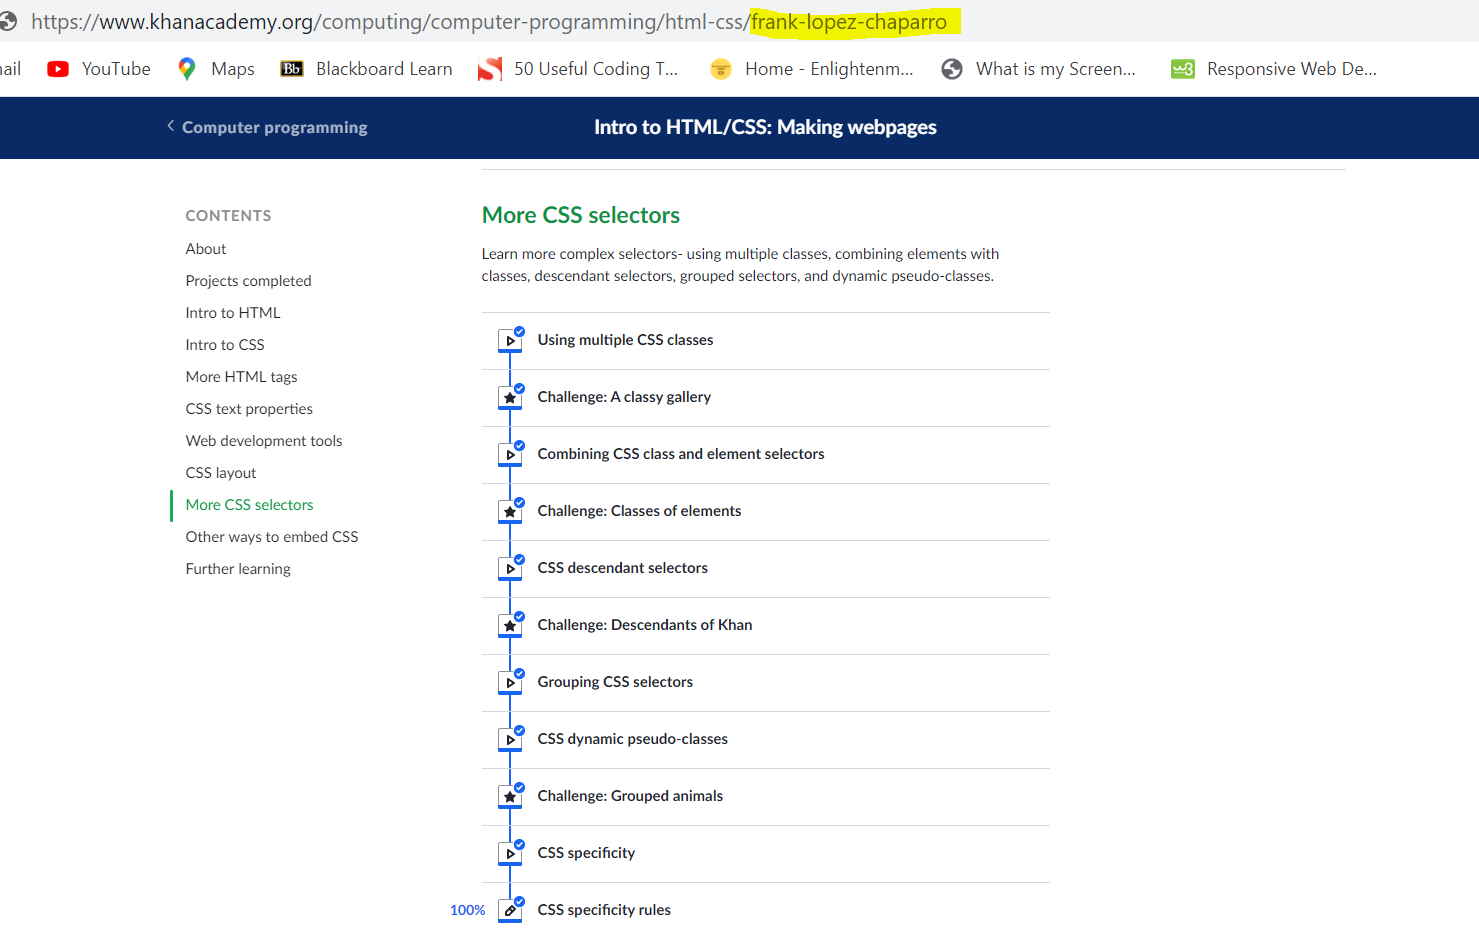 https://www.khanacademy.org/computing/computer-programming/html-css/frank-lopez-chaparro
ail YouTube Maps Bb Blackboard Learn 50 Useful Coding T... Home - Enlightenm... What is my Screen... w3 Responsive Web De...
Computer programming Intro to HTML/CSS: Making webpages
CONTENTS
About
Projects completed
Intro to HTML
Intro to CSS
More HTML tags
CSS text properties
Web development tools
CSS layout
More CSS selectors
Other ways to embed CSS
Further learning
More CSS selectors
Learn more complex selectors- using multiple classes, combining elements with
classes, descendant selectors, grouped selectors, and dynamic pseudo-classes.
Using multiple CSS classes
Challenge: A classy gallery
Combining CSS class and element selectors
Challenge: Classes of elements
CSS descendant selectors
Challenge: Descendants of Khan
Grouping CSS selectors
CSS dynamic pseudo-classes
Challenge: Grouped animals
CSS specificity
100% CSS specificity rules